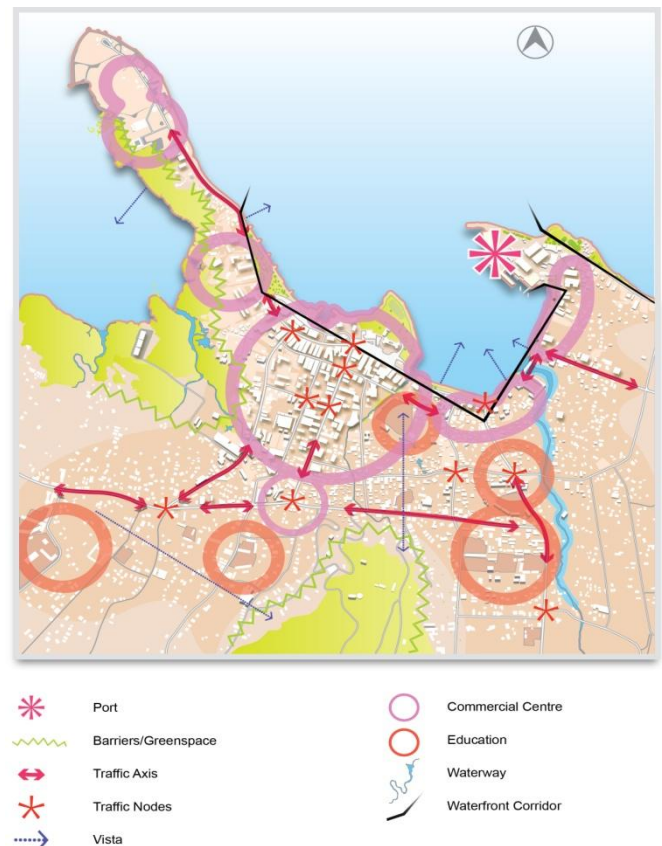 Port
Barriers/Greenspace
Traffic Axis
Traffic Nodes
Vista
Commercial Centre
Education
Waterway
Waterfront Corridor